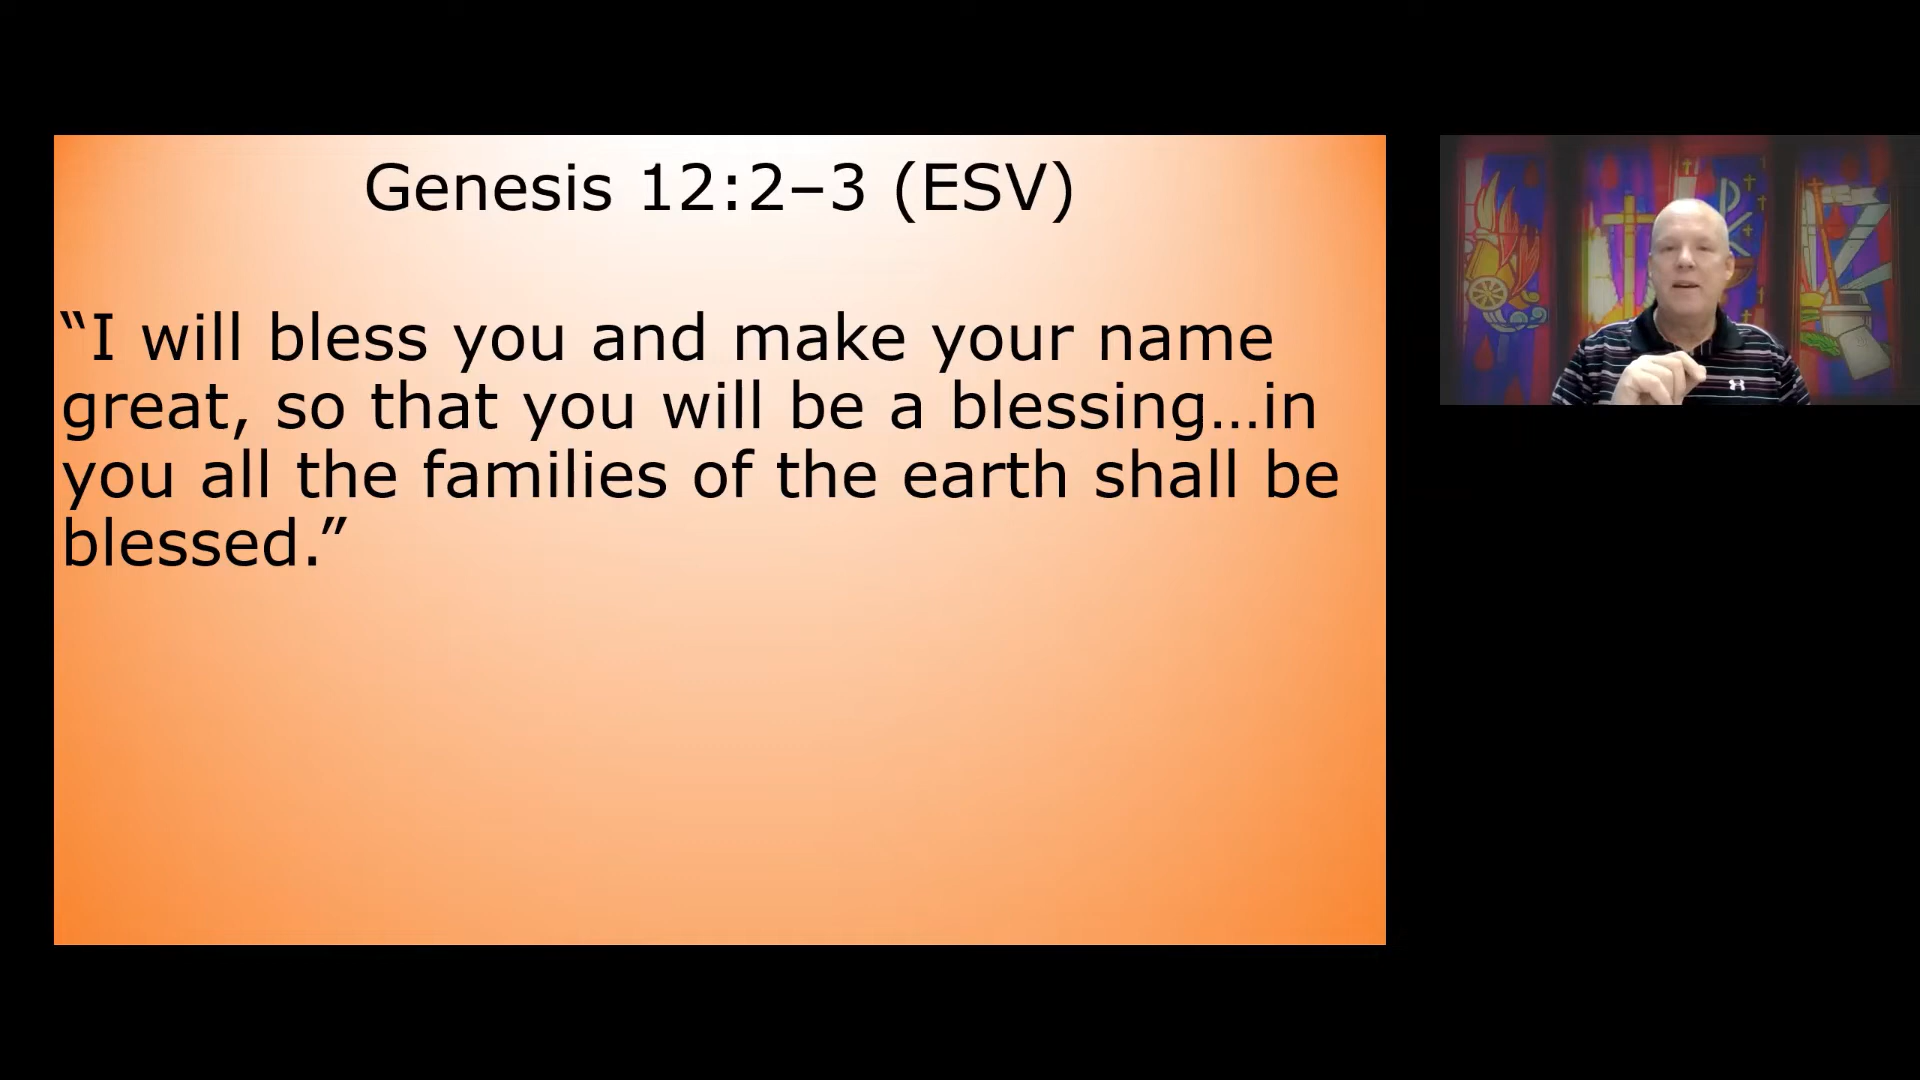 Genesis 12:2–3 (ESV)
“I will bless you and make your name
great, so that you will be a blessing…in
you all the families of the earth shall be
blessed.”